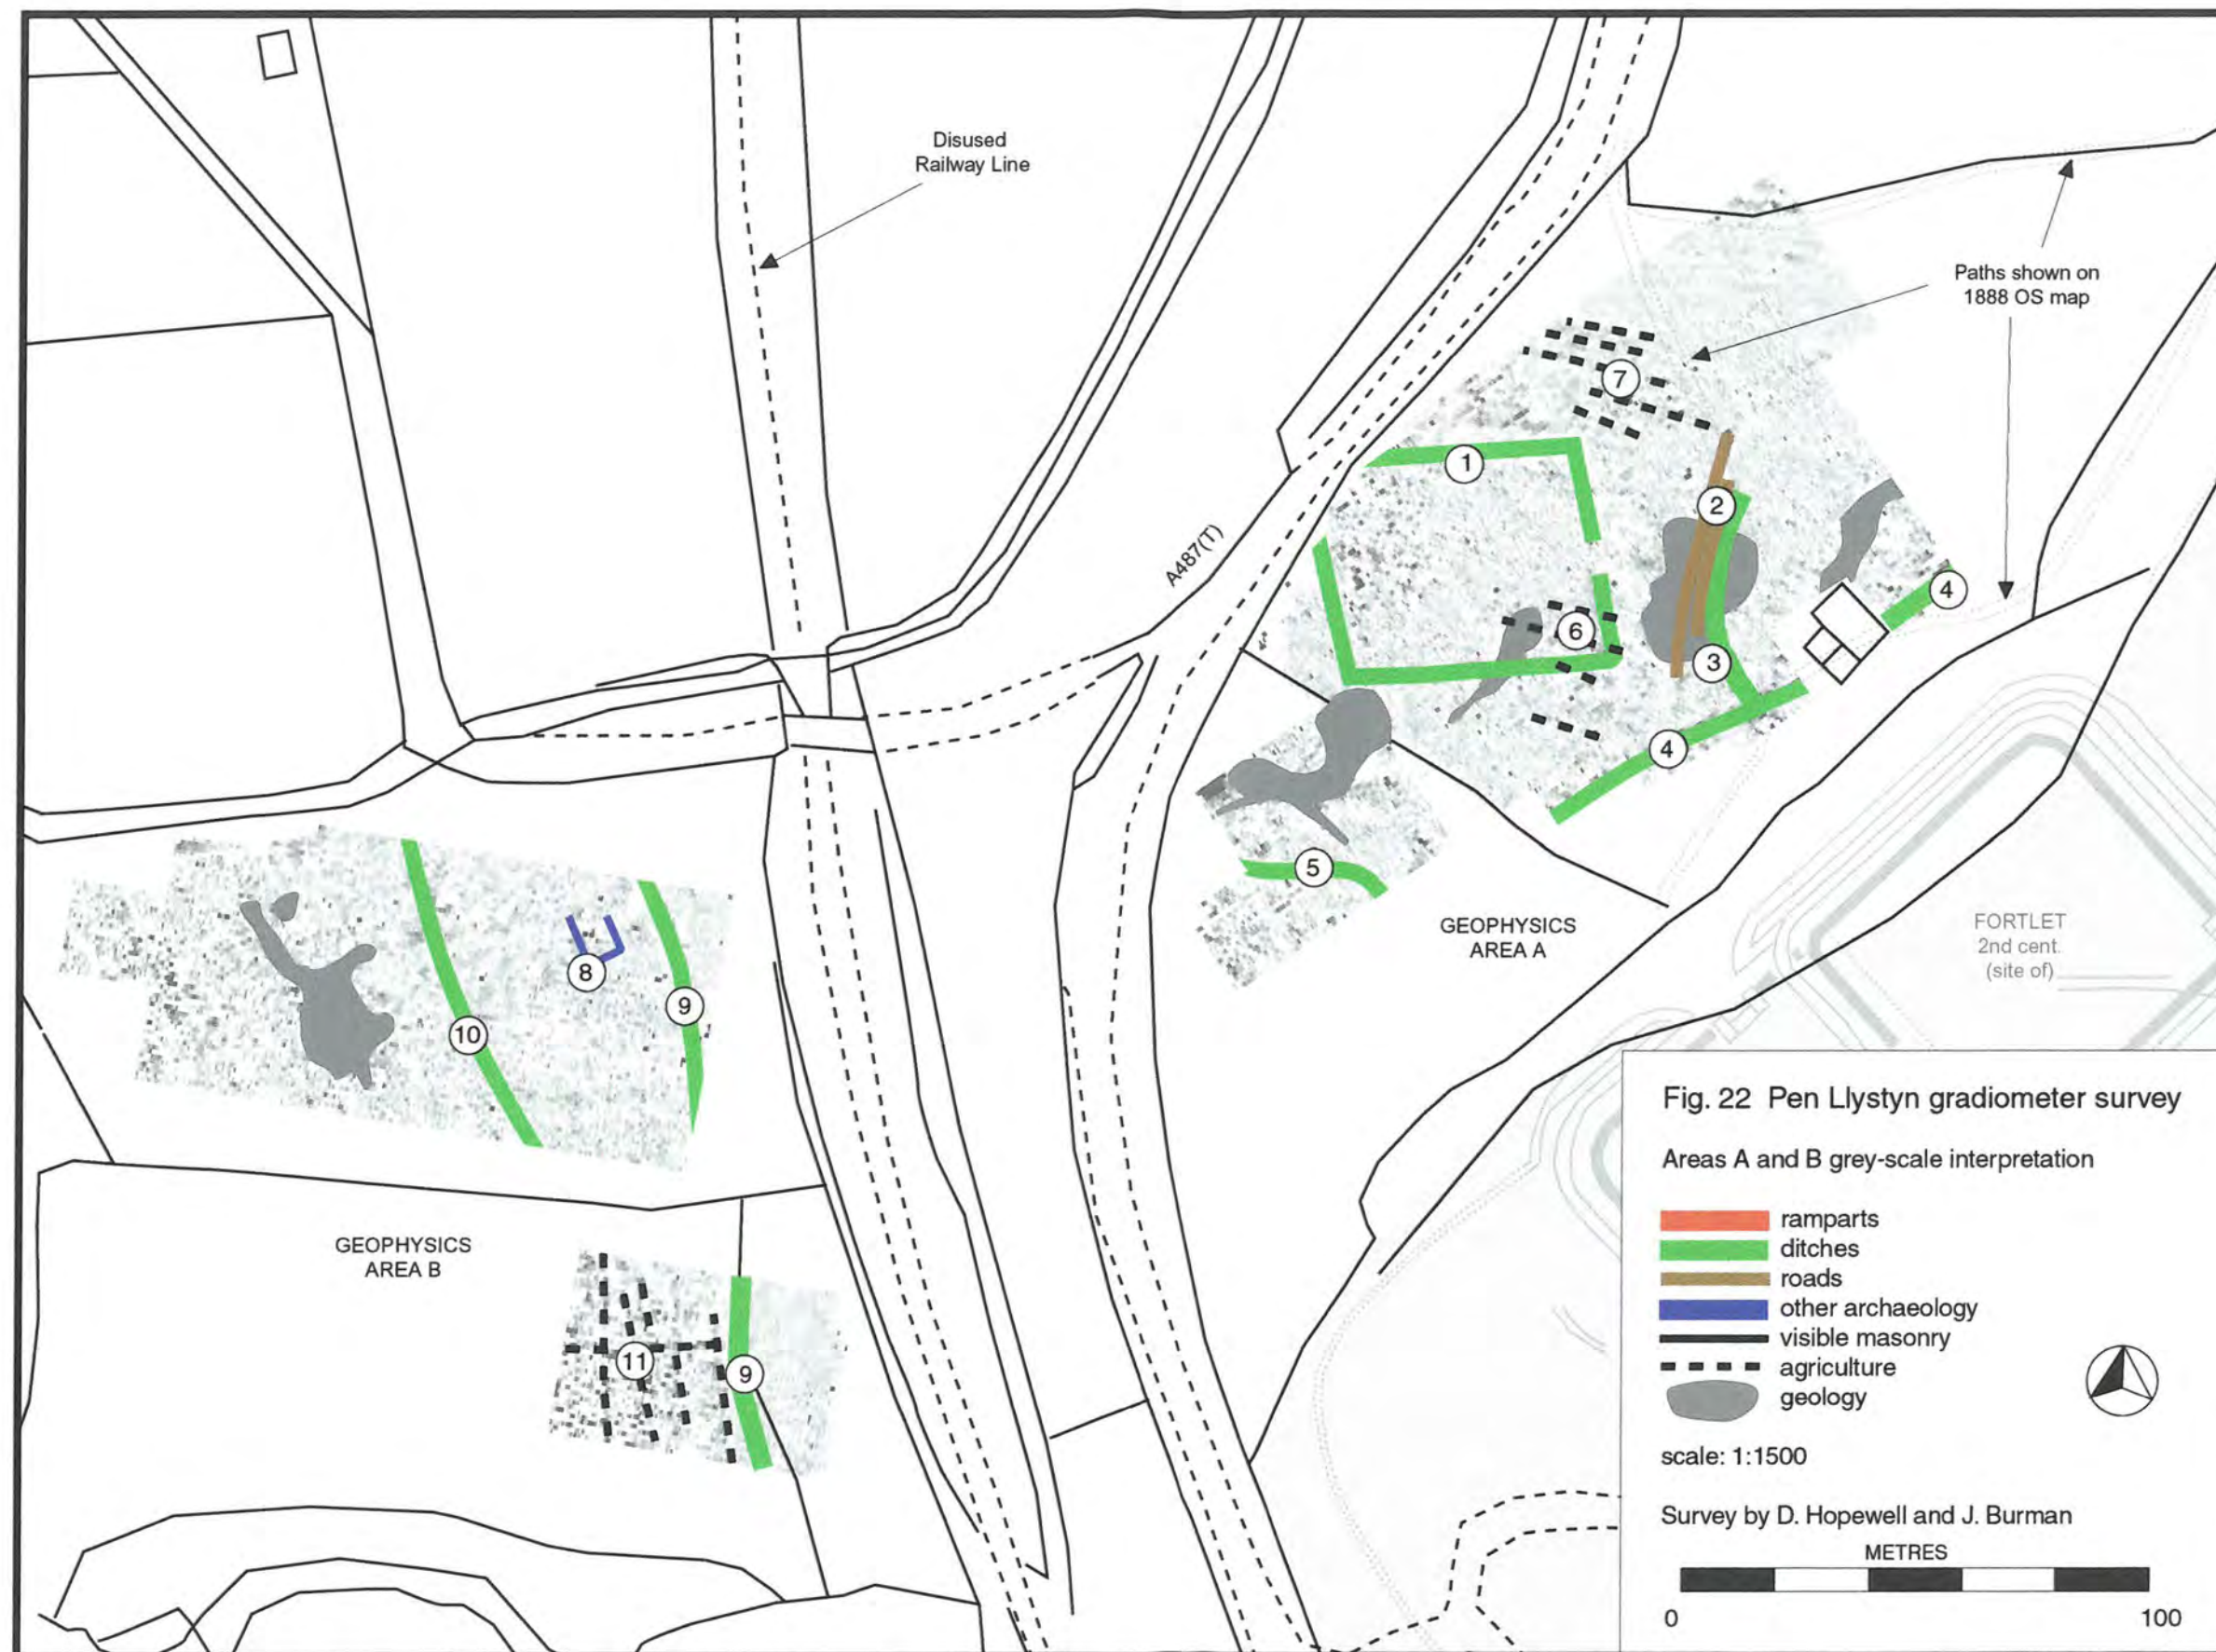 Disused
Railway Line
Paths shown on
1888 OS map
A487(T)
7
1
2
6
3
4
4
5
GEOPHYSICS
AREA A
FORTLET
2nd cent.
(site of)
8
9
10
GEOPHYSICS
AREA B
11
9
Fig. 22 Pen Llystyn gradiometer survey
Areas A and B grey-scale interpretation
ramparts
ditches
roads
other archaeology
visible masonry
agriculture
geology
scale: 1:1500
Survey by D. Hopewell and J. Burman
METRES
0 100